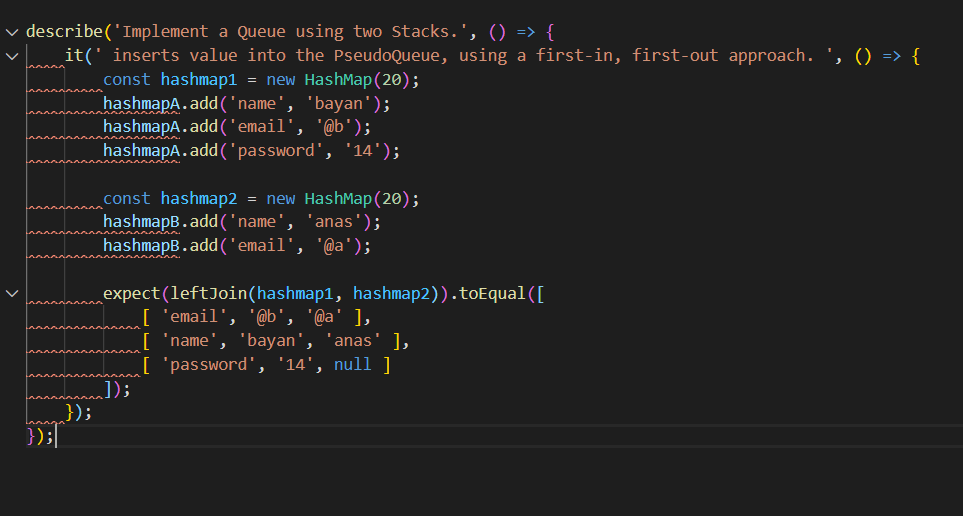 describe('Implement a Queue using two Stacks.', () => {
it(' inserts value into the PseudoQueue, using a first-in, first-out approach. ', () => {
const hashmap1 = new HashMap(20);
hashmapA.add('name', 'bayan');
hashmapA.add('email', '@b');
hashmapA.add('password', '14');
const hashmap2 = new HashMap(20);
hashmapB.add('name', 'anas');
hashmapB.add('email', '@a');
expect(leftJoin(hashmap1, hashmap2)).toEqual([
[ 'email', '@b', '@a' ],
[ 'name', 'bayan', 'anas' ],
[ 'password', '14', null ]
]);
});
});